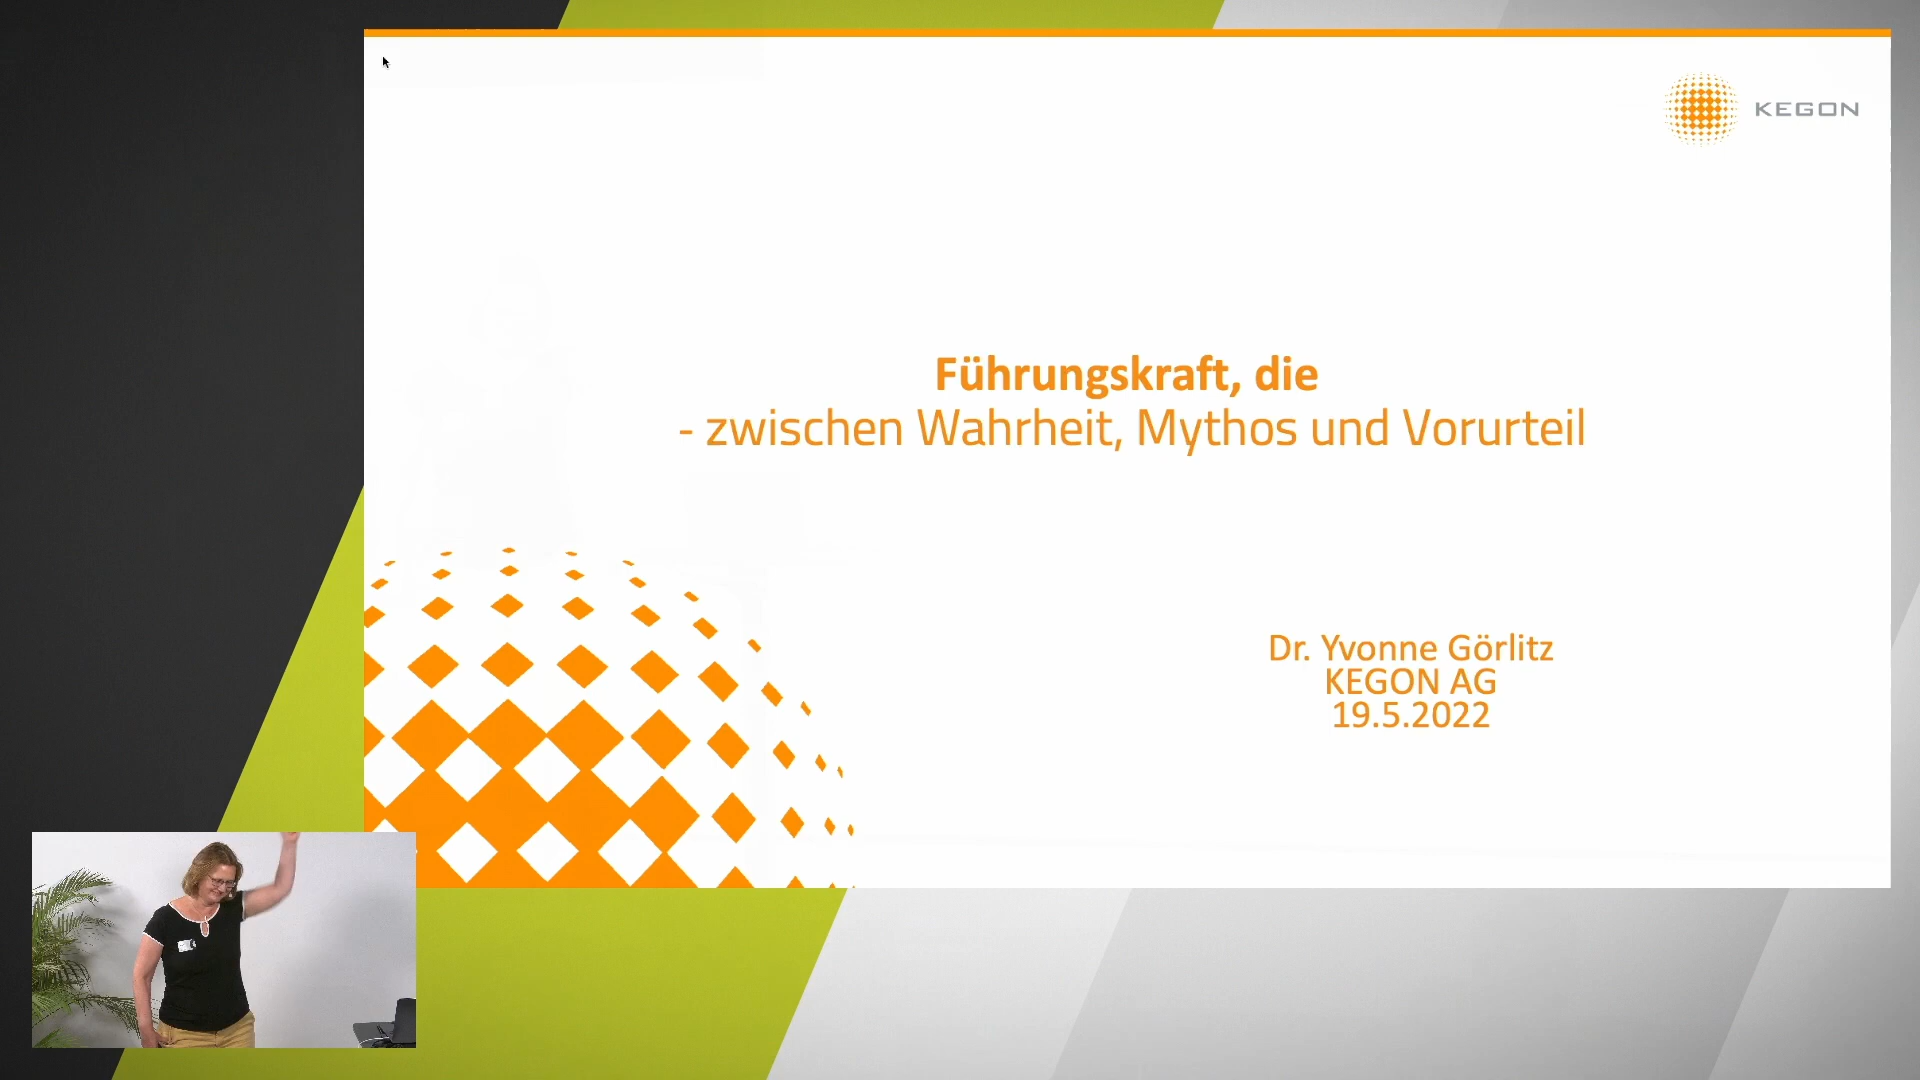 KEGON
Führungskraft, die
- zwischen Wahrheit, Mythos und Vorurteil
Dr. Yvonne Görlitz
KEGON AG
19.5.2022